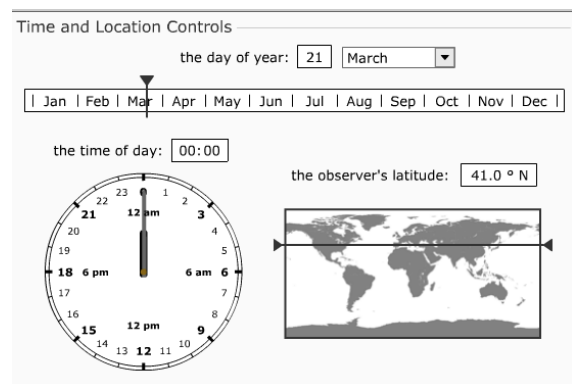 Time and Location Controls
the day of year: 21 March
Jan | Feb | Mar | Apr | May | Jun | Jul | Aug | Sep | Oct | Nov | Dec
the time of day: 00:00
the observer's latitude: 41.0 ° N
23 1
22 2
12 am
21 3
20 4
19 5
18 6 pm 6 am 6
17 7
16 8
12 pm
15 9
14 10
13 12 11